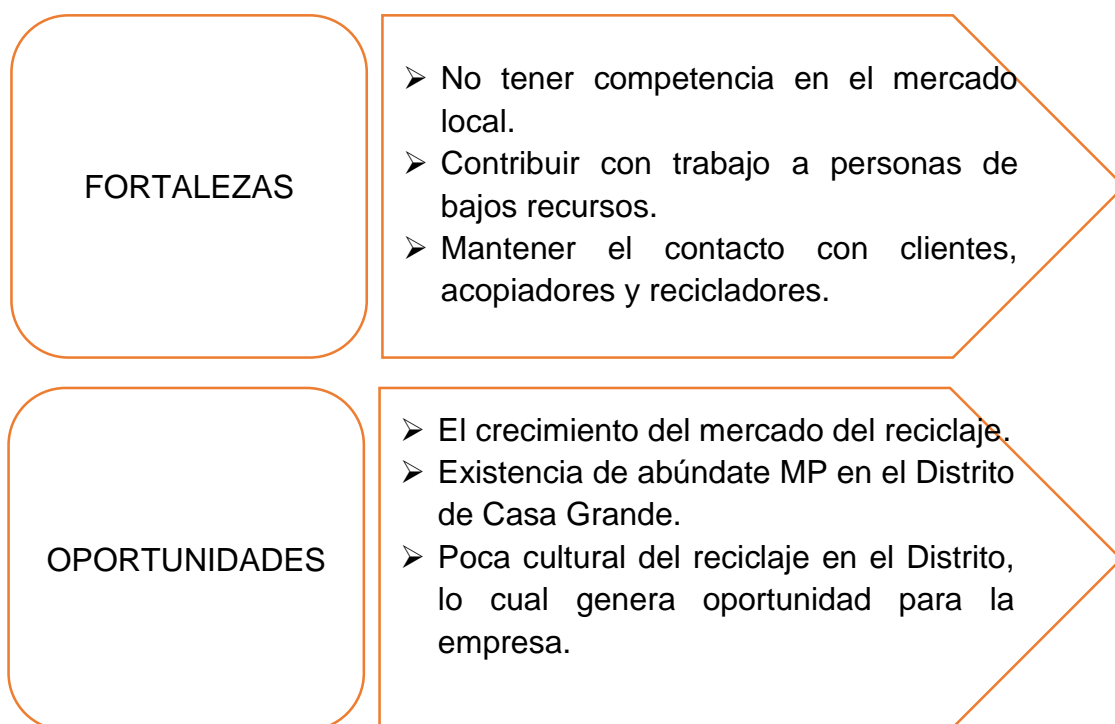 FORTALEZAS
➢ No tener competencia en el mercado
local.
➢ Contribuir con trabajo a personas de
bajos recursos.
➢ Mantener el contacto con clientes,
acopiadores y recicladores.
OPORTUNIDADES
➢ El crecimiento del mercado del reciclaje.
➢ Existencia de abúndate MP en el Distrito
de Casa Grande.
➢ Poca cultural del reciclaje en el Distrito,
lo cual genera oportunidad para la
empresa.